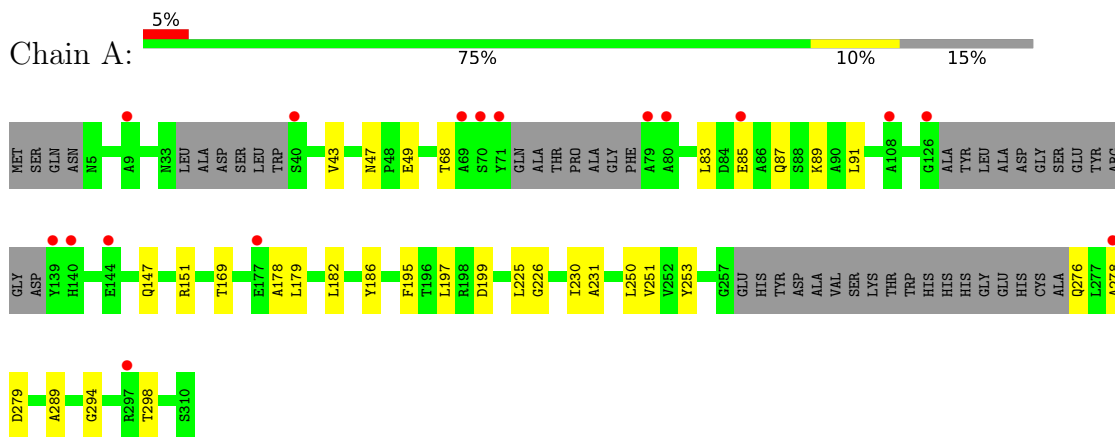 5%
Chain A:
75% 10% 15%
MET SER GLN ASN N5 A9 N33 LEU ALA ASP SER LEU TRP S40 V43 N47 P48 E49 T68 A69 S70 Y71 GLN ALA THR PRO ALA GLY PHE A79 A80 L83 D84 E85 A86 Q87 S88 K89 A90 L91 A108 G126 ALA TYR LEU ALA ASP GLY SER GLU TYR ARG
GLY ASP Y139 H140 E144 Q147 R151 T169 E177 A178 L179 L182 Y186 F195 T196 L197 R198 D199 L225 G226 I230 A231 L250 V251 V252 Y253 G257 GLU HIS TYR ASP ASP ALA VAL SER LYS THR TRP HIS HIS HIS GLY GLU HIS CYS ALA Q276 L277 A278
D279 A289 G294 R297 T298 S310